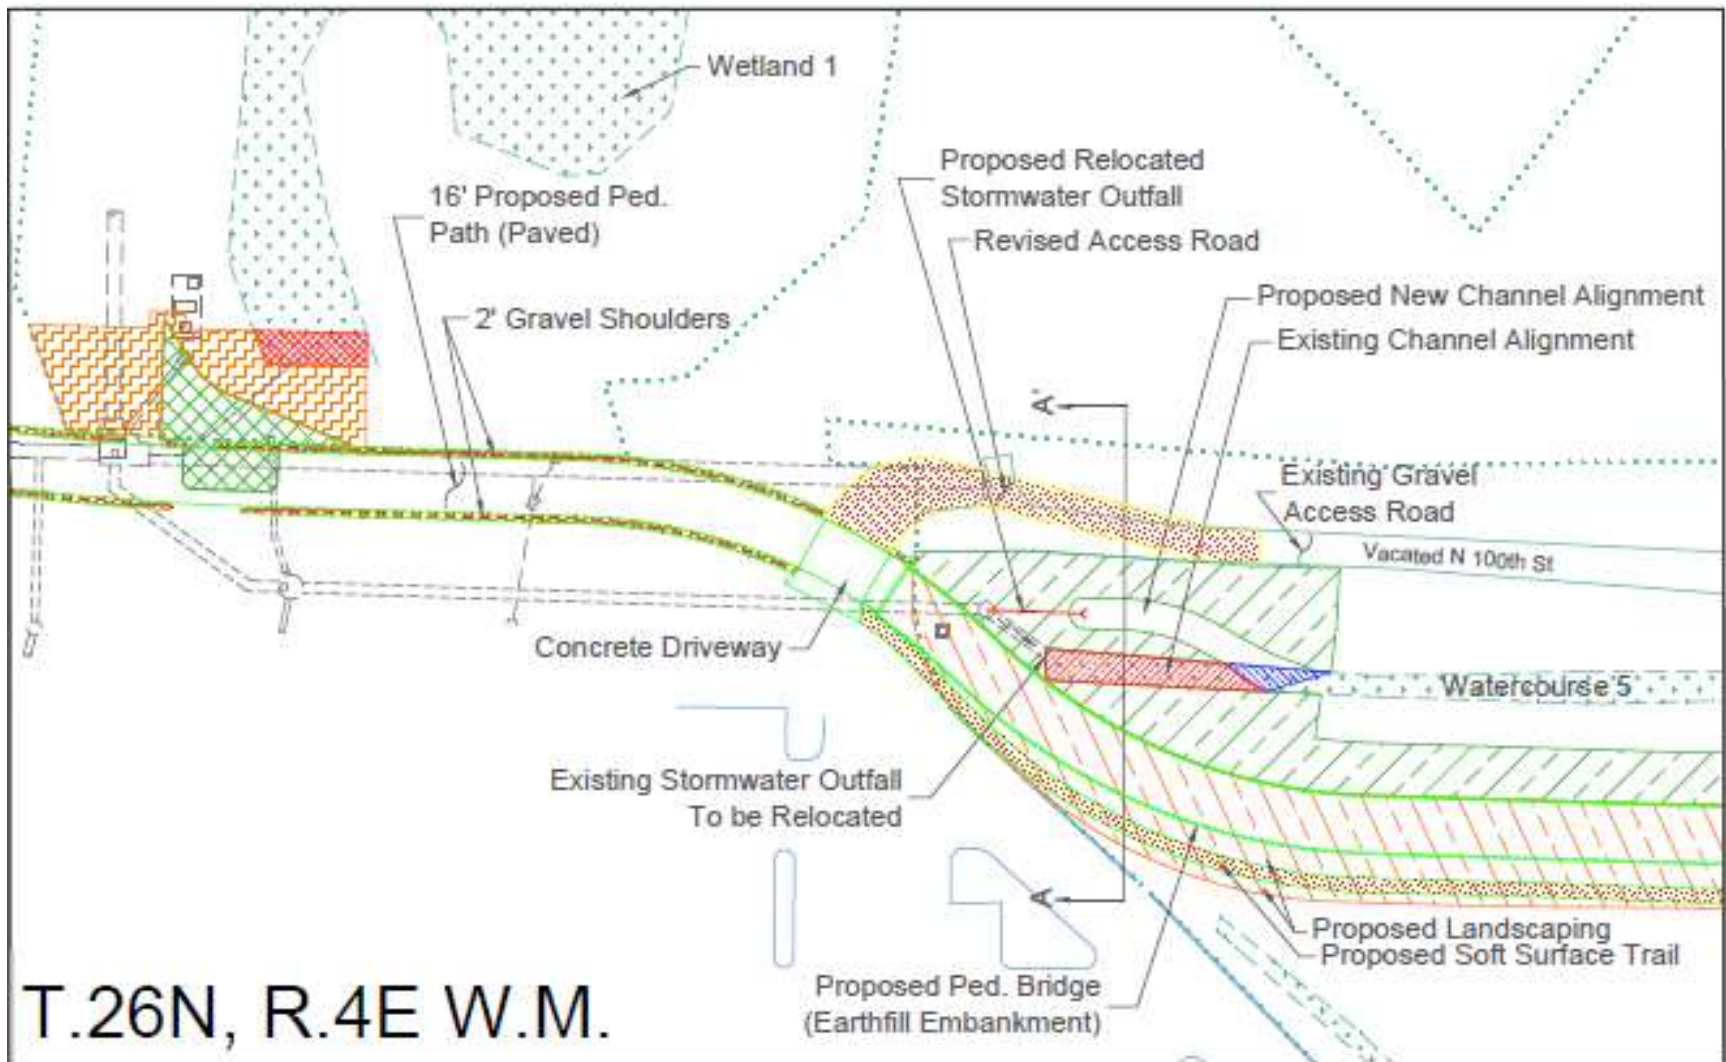 Wetland 1
16' Proposed Ped.
Path (Paved)
Proposed Relocated
Stormwater Outfall
Revised Access Road
2' Gravel Shoulders
Proposed New Channel Alignment
Existing Channel Alignment
A'
Existing Gravel
Access Road
Vacated N 100th St
Concrete Driveway
Watercourse 5
Existing Stormwater Outfall
To be Relocated
A
Proposed Landscaping
Proposed Soft Surface Trail
Proposed Ped. Bridge
(Earthfill Embankment)
T.26N, R.4E W.M.